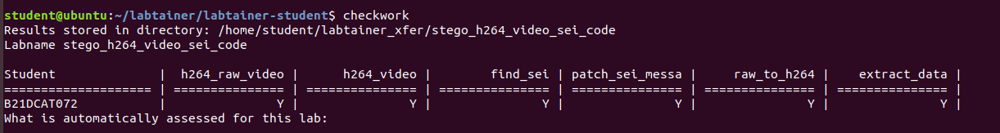 student@ubuntu:~/labtainer/labtainer-student$ checkwork
Results stored in directory: /home/student/labtainer_xfer/stego_h264_video_sei_code
Labname stego_h264_video_sei_code
Student | h264_raw_video | h264_video | find_sei | patch_sei_messa | raw_to_h264 | extract_data |
==================== | =============== | =============== | =============== | =============== | =============== | =============== |
B21DCAT072 | Y | Y | Y | Y | Y | Y |
What is automatically assessed for this lab: